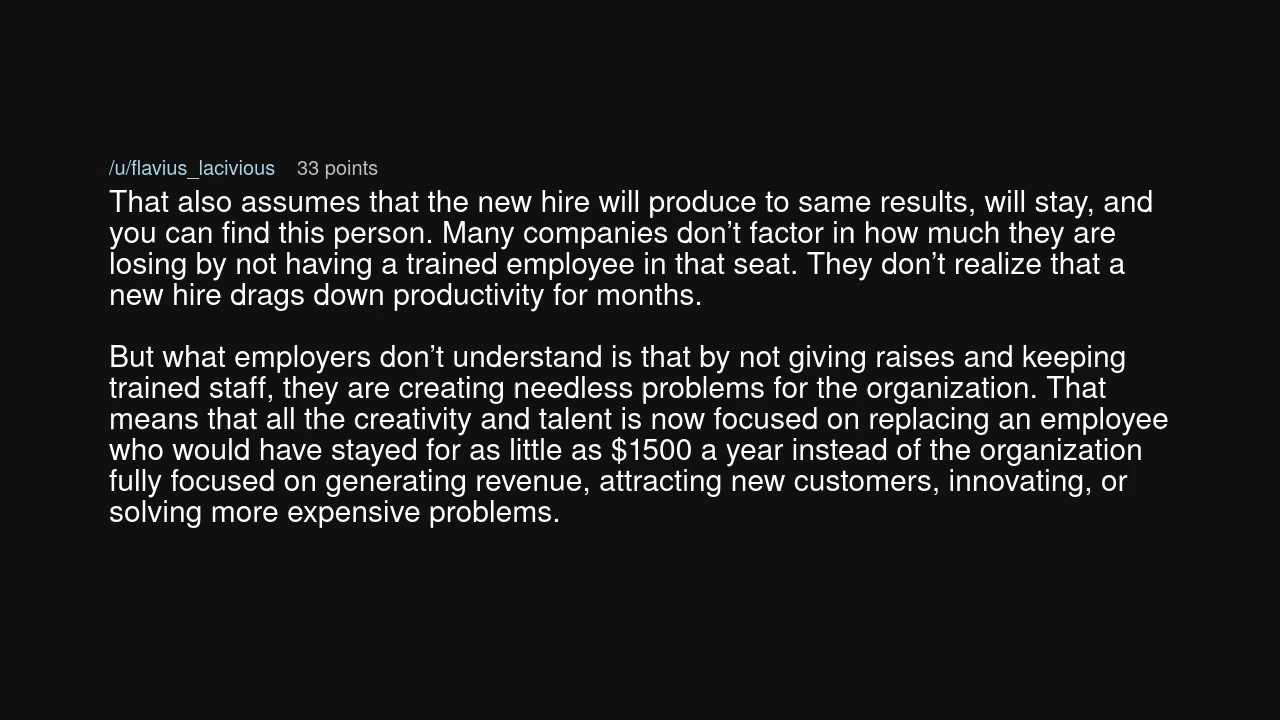 /u/flavius_lacivious 33 points
That also assumes that the new hire will produce to same results, will stay, and
you can find this person. Many companies don’t factor in how much they are
losing by not having a trained employee in that seat. They don’t realize that a
new hire drags down productivity for months.
But what employers don’t understand is that by not giving raises and keeping
trained staff, they are creating needless problems for the organization. That
means that all the creativity and talent is now focused on replacing an employee
who would have stayed for as little as $1500 a year instead of the organization
fully focused on generating revenue, attracting new customers, innovating, or
solving more expensive problems.